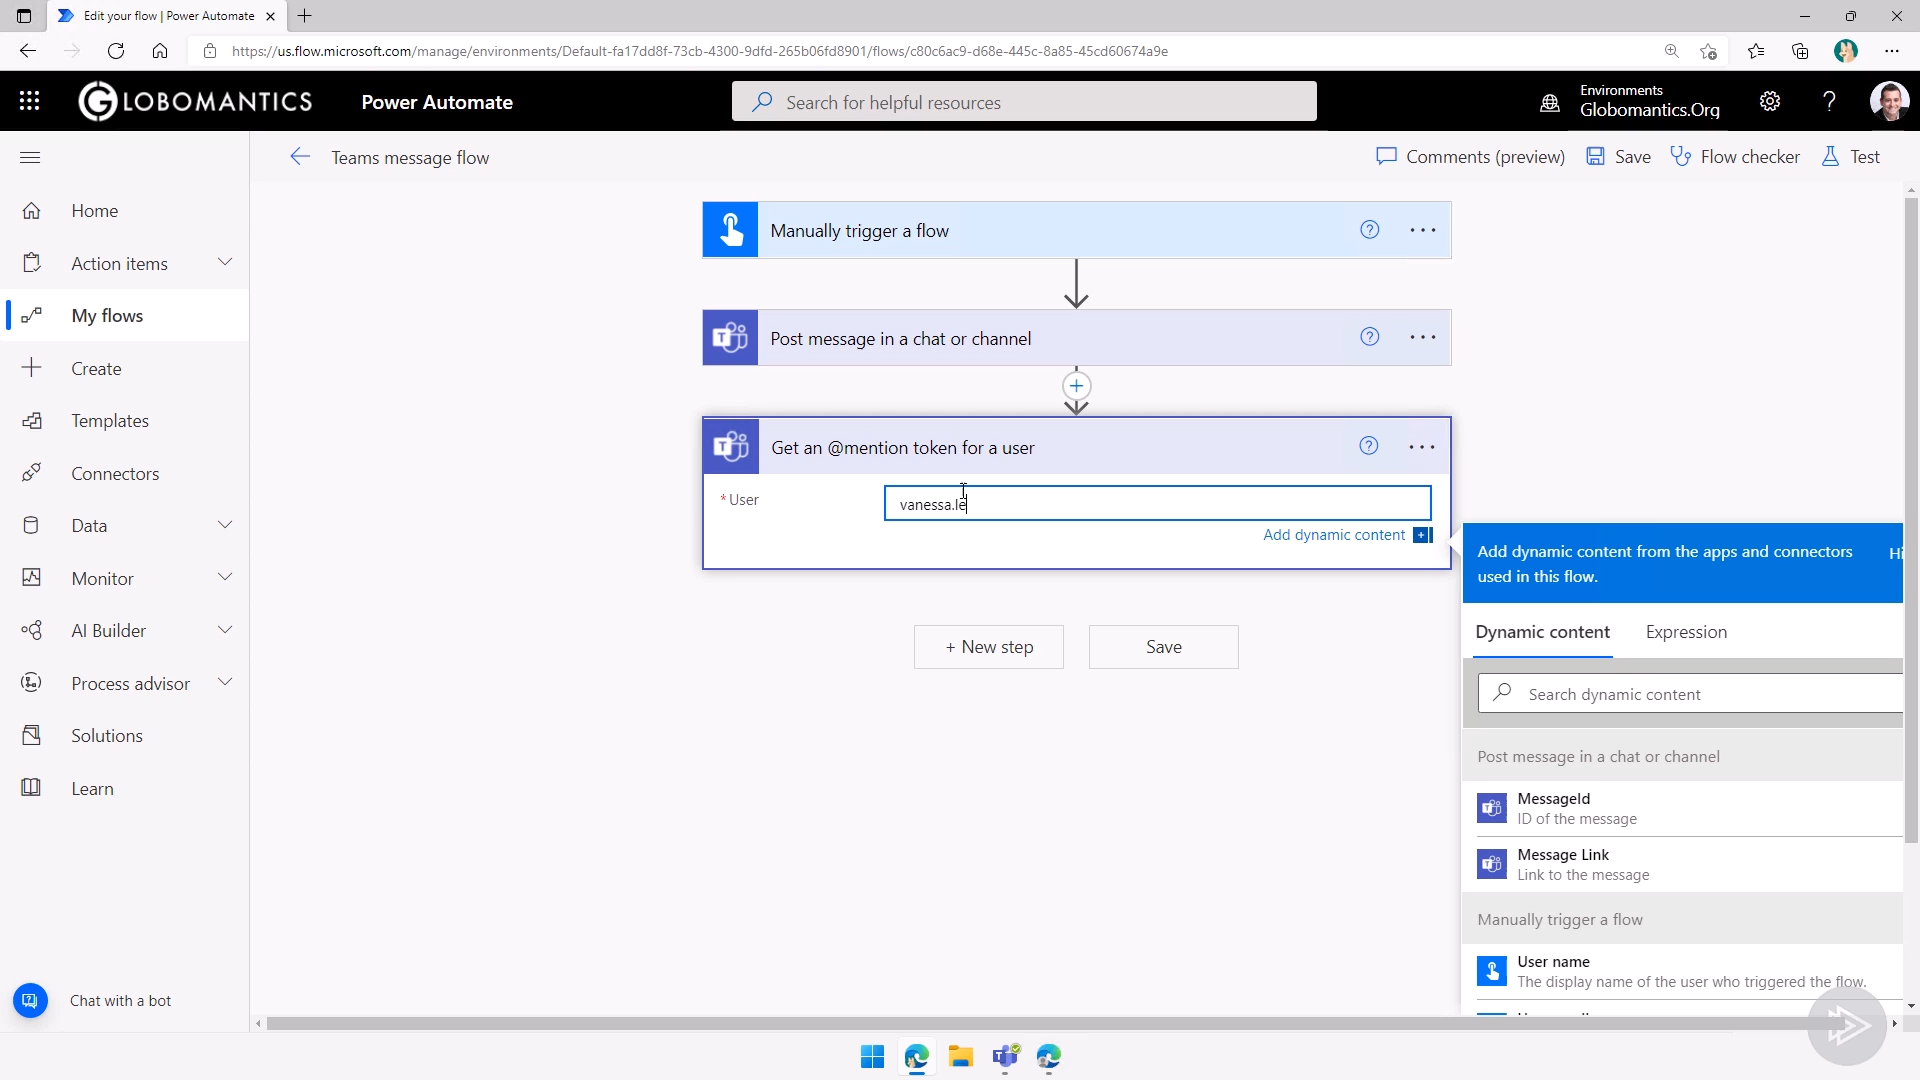 Edit your flow | Power Automate
https://us.flow.microsoft.com/manage/environments/Default-fa17dd8f-73cb-4300-9dfd-265b06fd8901/flows/c80c6ac9-d68e-445c-8a85-45cd60674a9e
GLOBOMANTICS
Power Automate
Search for helpful resources
Environments
Globomantics.Org
Teams message flow
Comments (preview)
Save
Flow checker
Test
Home
Action items
My flows
Create
Templates
Connectors
Data
Monitor
AI Builder
Process advisor
Solutions
Learn
Chat with a bot
Manually trigger a flow
Post message in a chat or channel
Get an @mention token for a user
* User
vanessa.le
Add dynamic content
+ New step
Save
Add dynamic content from the apps and connectors
used in this flow.
Hi
Dynamic content
Expression
Search dynamic content
Post message in a chat or channel
MessageId
ID of the message
Message Link
Link to the message
Manually trigger a flow
User name
The display name of the user who triggered the flow.